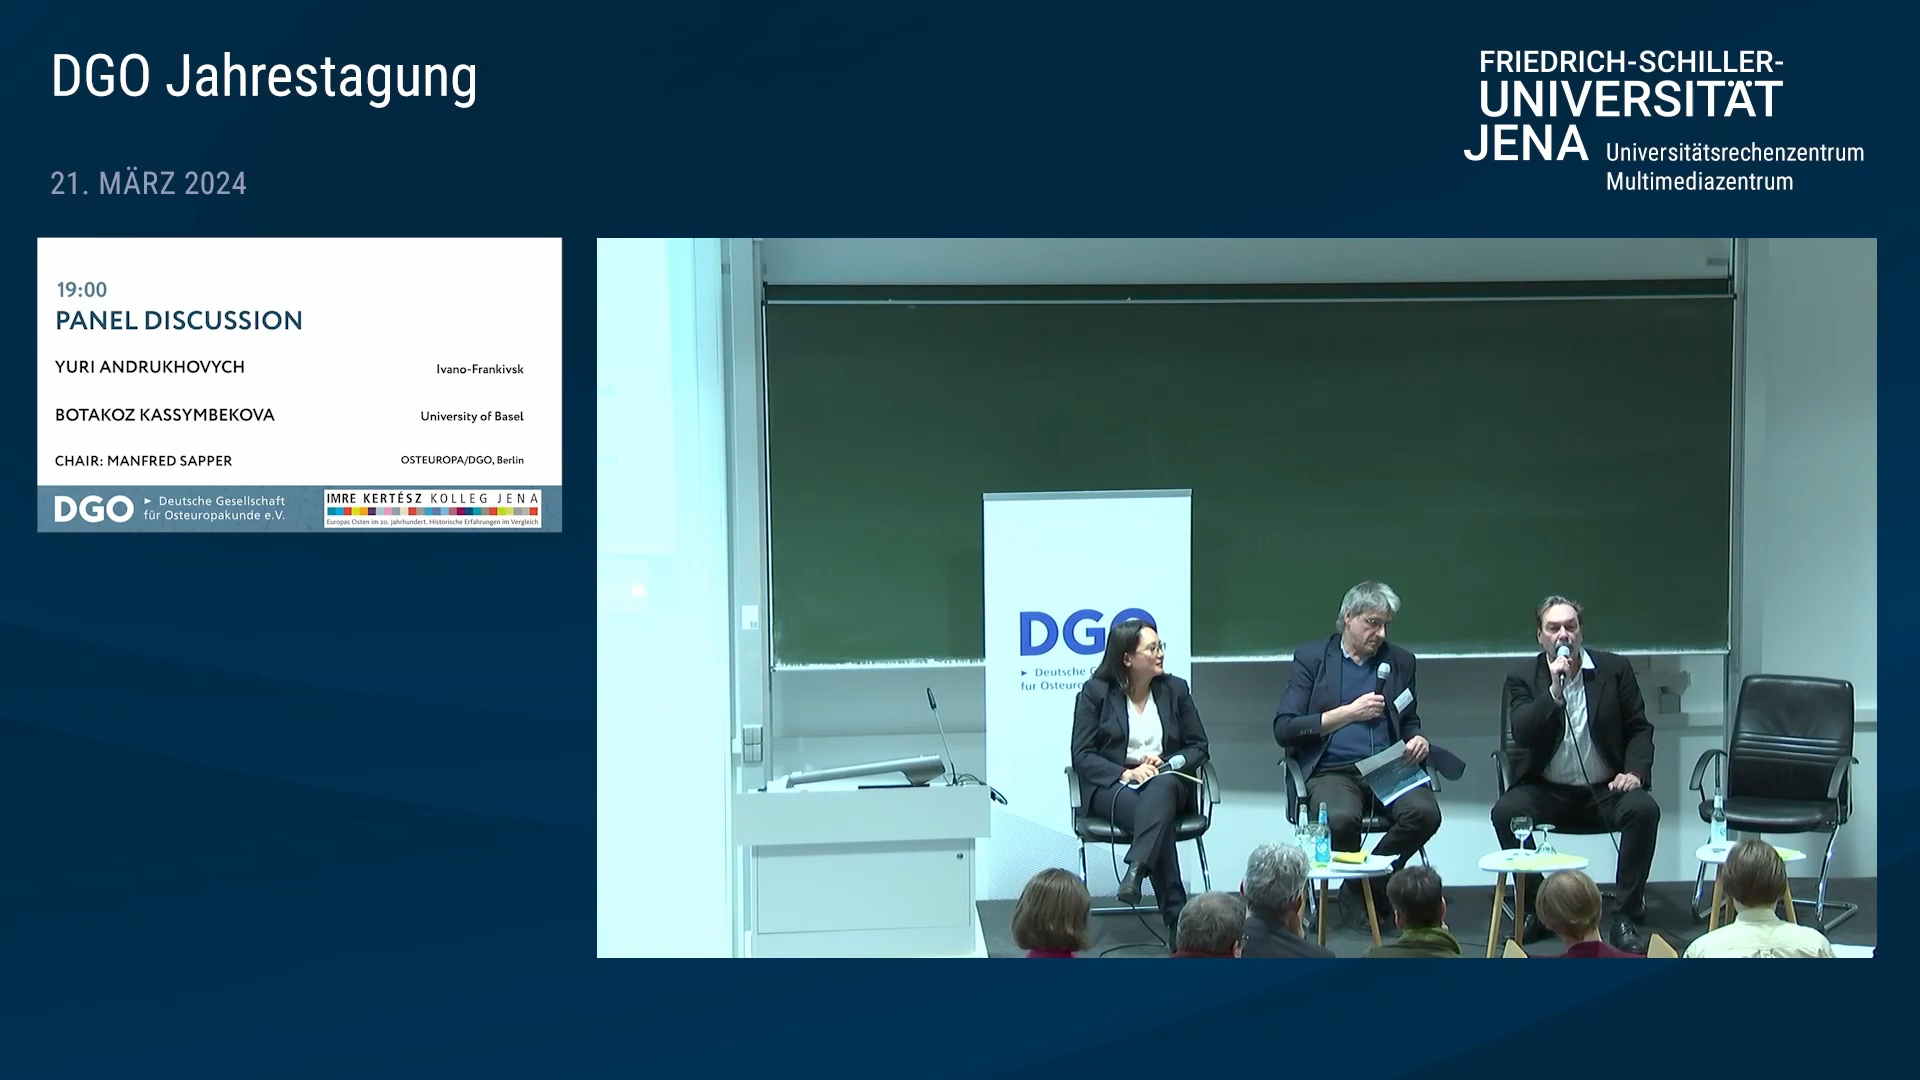 DGO Jahrestagung
21. MÄRZ 2024
FRIEDRICH-SCHILLER-
UNIVERSITÄT
JENA
Universitätsrechenzentrum
Multimediazentrum
19:00
PANEL DISCUSSION
YURI ANDRUKHOVYCH Ivano-Frankivsk
BOTAKOZ KASSYMBEKOVA University of Basel
CHAIR: MANFRED SAPPER OSTEUROPA/DGO, Berlin
DGO
▸ Deutsche Gesellschaft
für Osteuropakunde e.V.
IMRE KERTÉSZ KOLLEG JENA
Europas Osten im 20. Jahrhundert. Historische Erfahrungen im Vergleich
DGO
▸ Deutsche
für